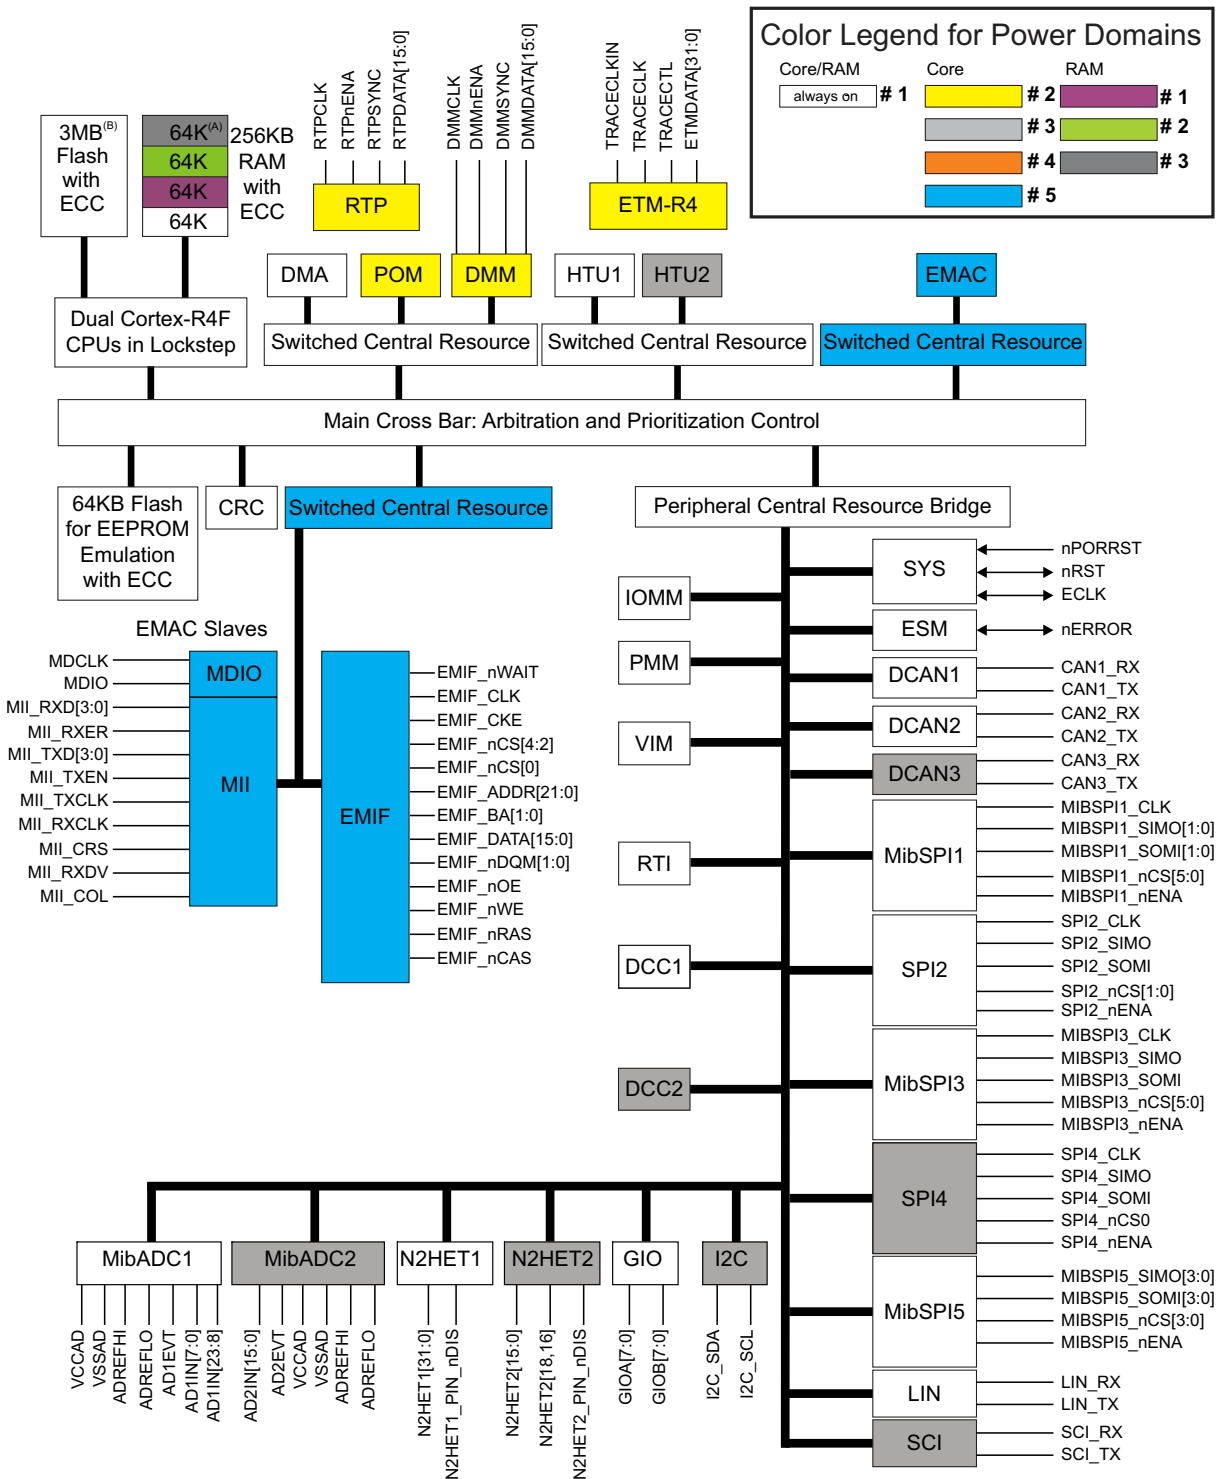 Color Legend for Power Domains
Core/RAM
Core
RAM
always on
# 1
# 2
# 1
# 3
# 2
# 4
# 3
# 5
3MB(B)
Flash
with
ECC
64K(A)
64K
64K
64K
256KB
RAM
with
ECC
RTPCLK
RTPnENA
RTPSYNC
RTPDATA[15:0]
RTP
DMMCLK
DMMnENA
DMMSYNC
DMMDATA[15:0]
TRACECLKIN
TRACECLK
TRACECTL
ETMDATA[31:0]
ETM-R4
DMA
POM
DMM
HTU1
HTU2
EMAC
Dual Cortex-R4F
CPUs in Lockstep
Switched Central Resource
Switched Central Resource
Switched Central Resource
Main Cross Bar: Arbitration and Prioritization Control
64KB Flash
for EEPROM
Emulation
with ECC
CRC
Switched Central Resource
Peripheral Central Resource Bridge
EMAC Slaves
MDCLK
MDIO
MII_RXD[3:0]
MII_RXER
MII_TXD[3:0]
MII_TXEN
MII_TXCLK
MII_RXCLK
MII_CRS
MII_RXDV
MII_COL
MDIO
MII
EMIF
EMIF_nWAIT
EMIF_CLK
EMIF_CKE
EMIF_nCS[4:2]
EMIF_nCS[0]
EMIF_ADDR[21:0]
EMIF_BA[1:0]
EMIF_DATA[15:0]
EMIF_nDQM[1:0]
EMIF_nOE
EMIF_nWE
EMIF_nRAS
EMIF_nCAS
IOMM
PMM
VIM
RTI
DCC1
DCC2
SYS
nPORRST
nRST
ECLK
ESM
nERROR
DCAN1
CAN1_RX
CAN1_TX
DCAN2
CAN2_RX
CAN2_TX
DCAN3
CAN3_RX
CAN3_TX
MibSPI1
MIBSPI1_CLK
MIBSPI1_SIMO[1:0]
MIBSPI1_SOMI[1:0]
MIBSPI1_nCS[5:0]
MIBSPI1_nENA
SPI2
SPI2_CLK
SPI2_SIMO
SPI2_SOMI
SPI2_nCS[1:0]
SPI2_nENA
MibSPI3
MIBSPI3_CLK
MIBSPI3_SIMO
MIBSPI3_SOMI
MIBSPI3_nCS[5:0]
MIBSPI3_nENA
SPI4
SPI4_CLK
SPI4_SIMO
SPI4_SOMI
SPI4_nCS0
SPI4_nENA
MibSPI5
MIBSPI5_SIMO[3:0]
MIBSPI5_SOMI[3:0]
MIBSPI5_nCS[3:0]
MIBSPI5_nENA
LIN
LIN_RX
LIN_TX
SCI
SCI_RX
SCI_TX
MibADC1
MibADC2
N2HET1
N2HET2
GIO
I2C
VCCAD
VSSAD
ADREFHI
ADREFLO
AD1EVT
AD1IN[7:0]
AD1IN[23:8]
AD2IN[15:0]
AD2EVT
VCCAD
VSSAD
ADREFHI
ADREFLO
N2HET1[31:0]
N2HET1_PIN_nDIS
N2HET2[15:0]
N2HET2[18,16]
N2HET2_PIN_nDIS
GIOA[7:0]
GIOB[7:0]
I2C_SDA
I2C_SCL